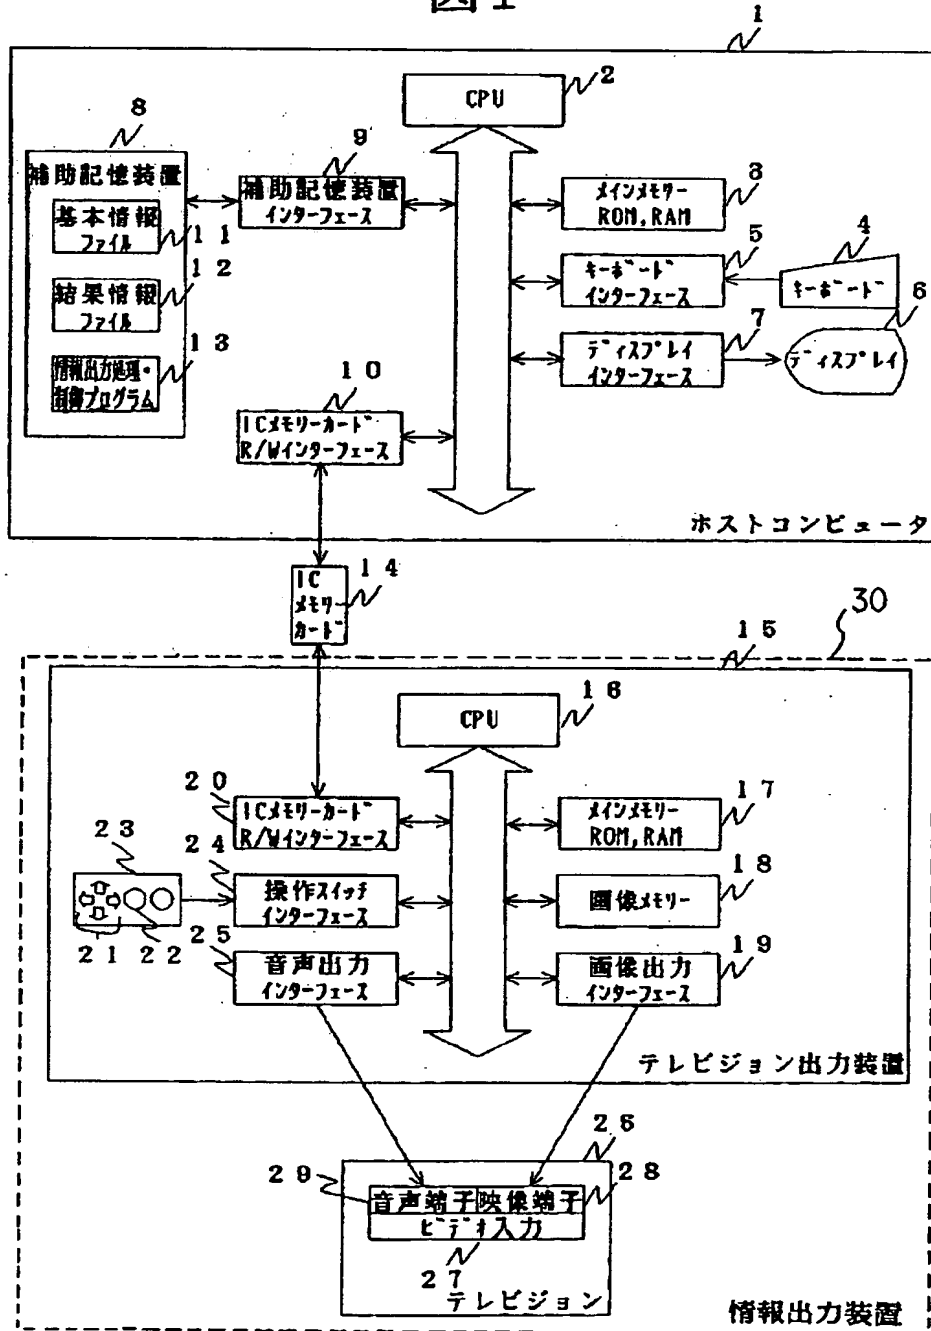 図1
1
CPU
2
8
補助記憶装置
基本情報
ファイル
11
結果情報
ファイル
12
情報出力処理・
制御プログラム
13
9
補助記憶装置
インターフェース
メインメモリー
ROM, RAM
3
キーボード
インターフェース
5
キーボード
4
ディスプレイ
インターフェース
7
ディスプレイ
6
10
ICメモリーカード
R/Wインターフェース
ホストコンピュータ
IC
メモリー
カード
14
30
15
CPU
16
20
ICメモリーカード
R/Wインターフェース
メインメモリー
ROM, RAM
17
23
21
22
24
操作スイッチ
インターフェース
画像メモリー
18
25
音声出力
インターフェース
画像出力
インターフェース
19
テレビジョン出力装置
26
29
音声端子
映像端子
28
ビデオ入力
27
テレビジョン
情報出力装置